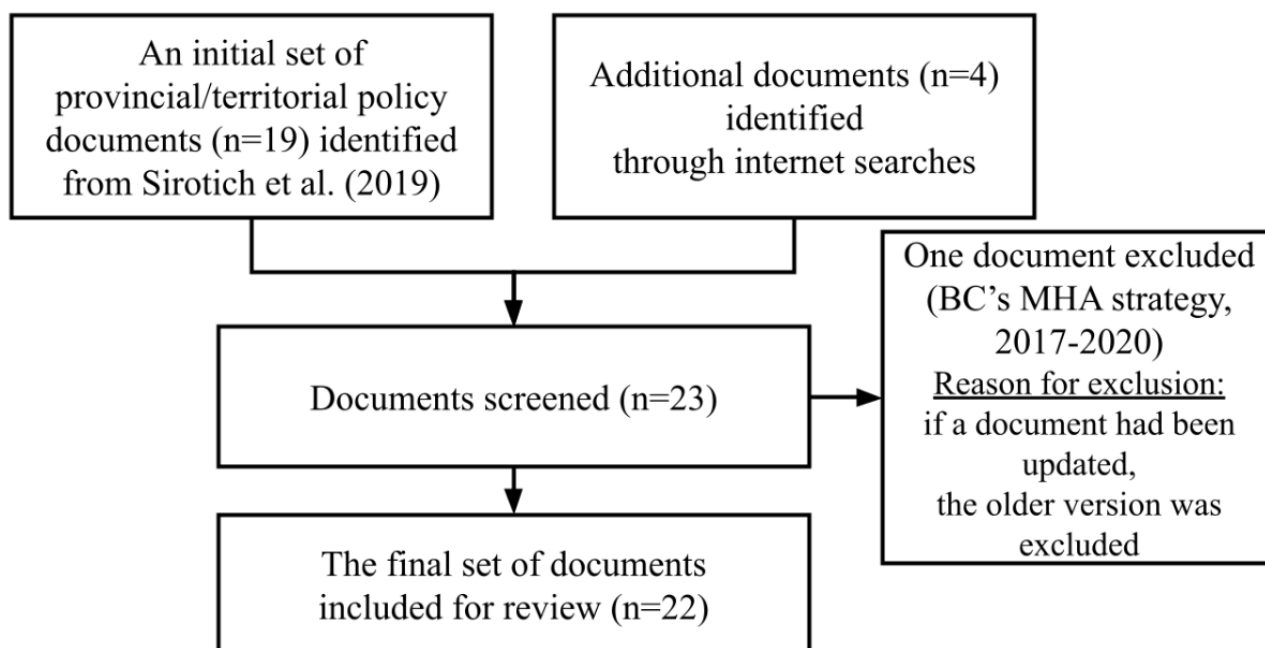 An initial set of
provincial/territorial policy
documents (n=19) identified
from Sirotich et al. (2019)
Additional documents (n=4)
identified
through internet searches
One document excluded
(BC’s MHA strategy,
2017-2020)
Reason for exclusion:
if a document had been
updated,
the older version was
excluded
Documents screened (n=23)
The final set of documents
included for review (n=22)